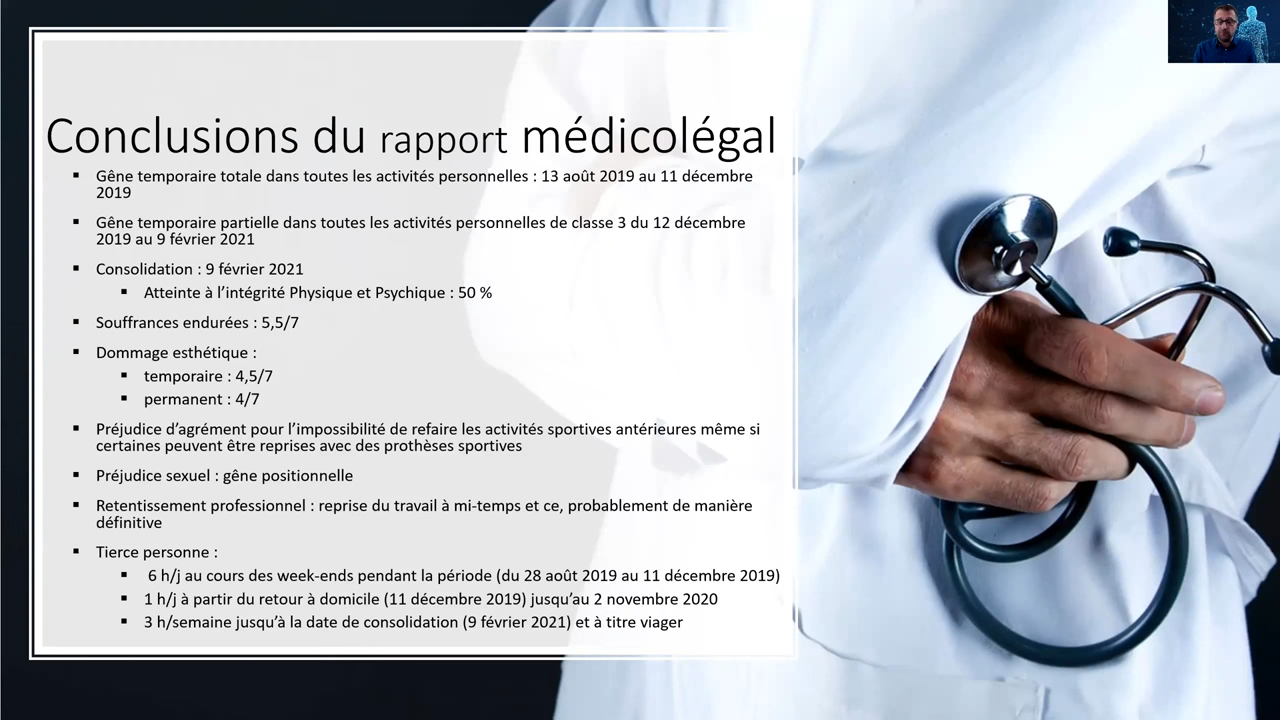 Conclusions du rapport médicolégal
▪ Gêne temporaire totale dans toutes les activités personnelles : 13 août 2019 au 11 décembre
2019
▪ Gêne temporaire partielle dans toutes les activités personnelles de classe 3 du 12 décembre
2019 au 9 février 2021
▪ Consolidation : 9 février 2021
▪ Atteinte à l’intégrité Physique et Psychique : 50 %
▪ Souffrances endurées : 5,5/7
▪ Dommage esthétique :
▪ temporaire : 4,5/7
▪ permanent : 4/7
▪ Préjudice d’agrément pour l’impossibilité de refaire les activités sportives antérieures même si
certaines peuvent être reprises avec des prothèses sportives
▪ Préjudice sexuel : gêne positionnelle
▪ Retentissement professionnel : reprise du travail à mi-temps et ce, probablement de manière
définitive
▪ Tierce personne :
▪ 6 h/j au cours des week-ends pendant la période (du 28 août 2019 au 11 décembre 2019)
▪ 1 h/j à partir du retour à domicile (11 décembre 2019) jusqu’au 2 novembre 2020
▪ 3 h/semaine jusqu’à la date de consolidation (9 février 2021) et à titre viager